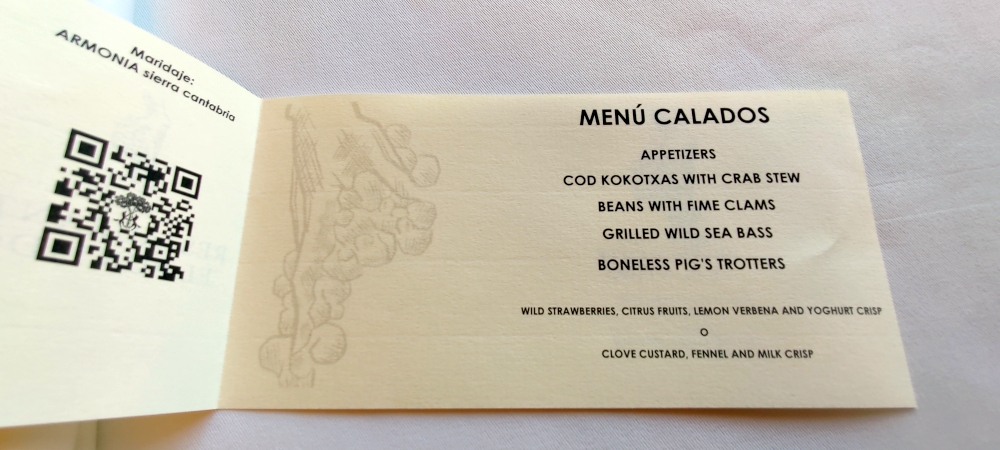 Maridaje:
ARMONIA sierra cantabria
MENÚ CALADOS
APPETIZERS
COD KOKOTXAS WITH CRAB STEW
BEANS WITH FIME CLAMS
GRILLED WILD SEA BASS
BONELESS PIG'S TROTTERS
WILD STRAWBERRIES, CITRUS FRUITS, LEMON VERBENA AND YOGHURT CRISP
O
CLOVE CUSTARD, FENNEL AND MILK CRISP